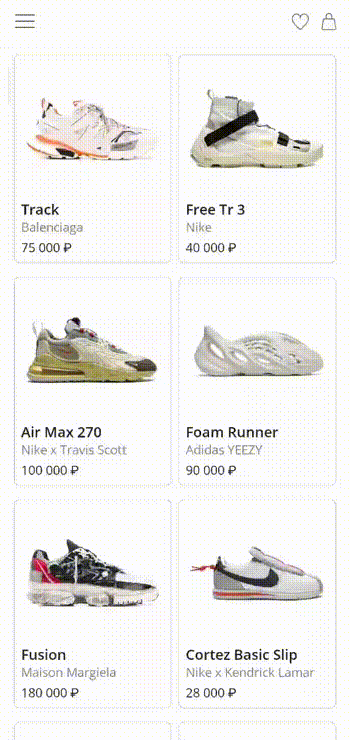 Track
Balenciaga
75 000 ₽
Free Tr 3
Nike
40 000 ₽
Air Max 270
Nike x Travis Scott
100 000 ₽
Foam Runner
Adidas YEEZY
90 000 ₽
Fusion
Maison Margiela
180 000 ₽
Cortez Basic Slip
Nike x Kendrick Lamar
28 000 ₽